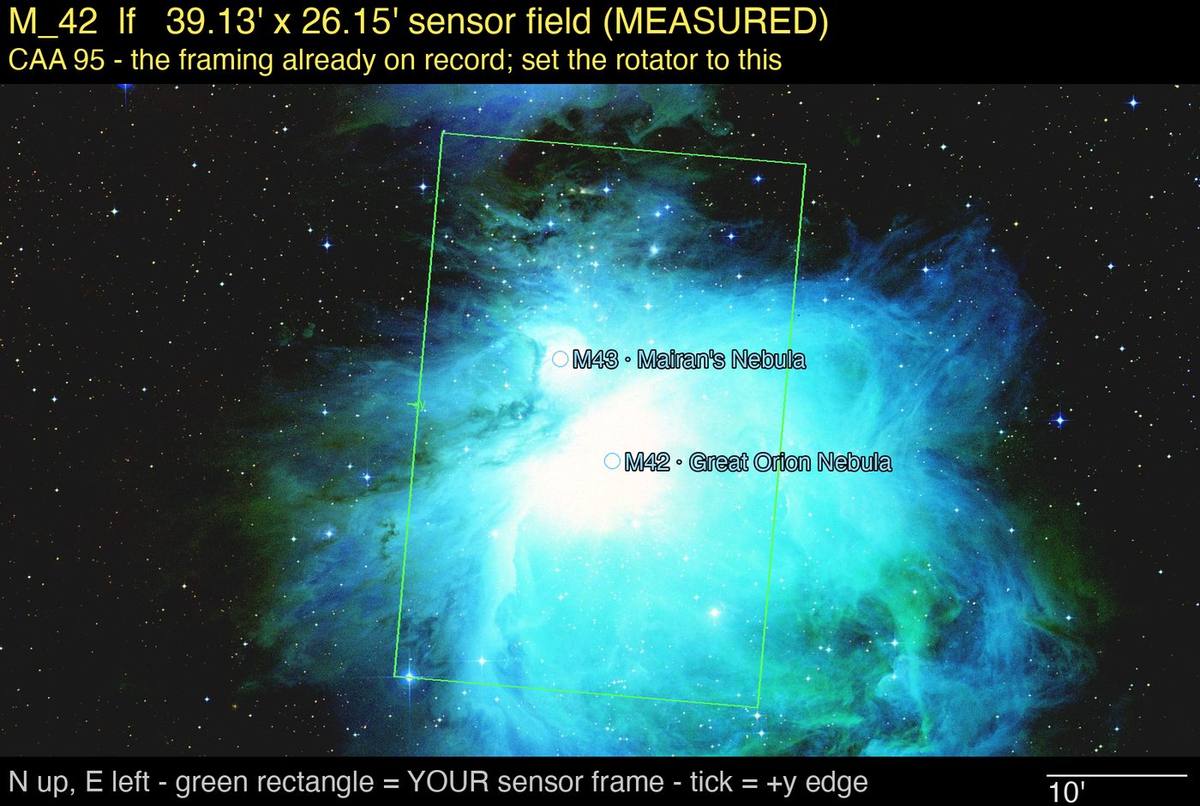 M_42 lf 39.13' x 26.15' sensor field (MEASURED)
CAA 95 - the framing already on record; set the rotator to this
M43 · Mairan's Nebula
M42 · Great Orion Nebula
N up, E left - green rectangle = YOUR sensor frame - tick = +y edge
10'